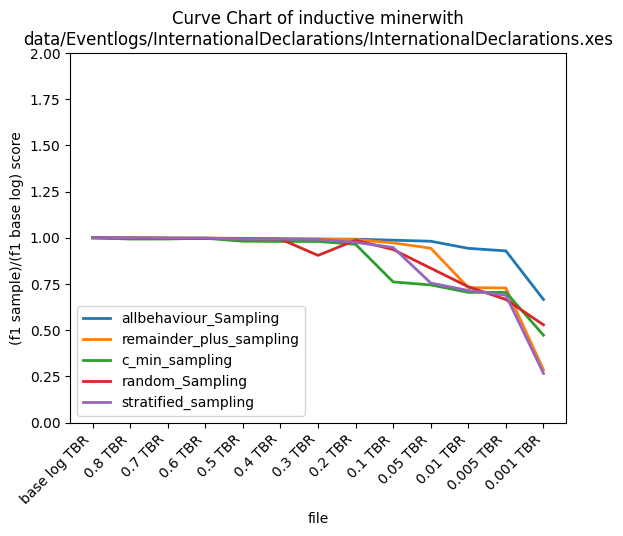 Curve Chart of inductive minerwith
data/Eventlogs/InternationalDeclarations/InternationalDeclarations.xes
(f1 sample)/(f1 base log) score
2.00
1.75
1.50
1.25
1.00
0.75
0.50
0.25
0.00
allbehaviour_Sampling
remainder_plus_sampling
c_min_sampling
random_Sampling
stratified_sampling
base log TBR
0.8 TBR
0.7 TBR
0.6 TBR
0.5 TBR
0.4 TBR
0.3 TBR
0.2 TBR
0.1 TBR
0.05 TBR
0.01 TBR
0.005 TBR
0.001 TBR
file